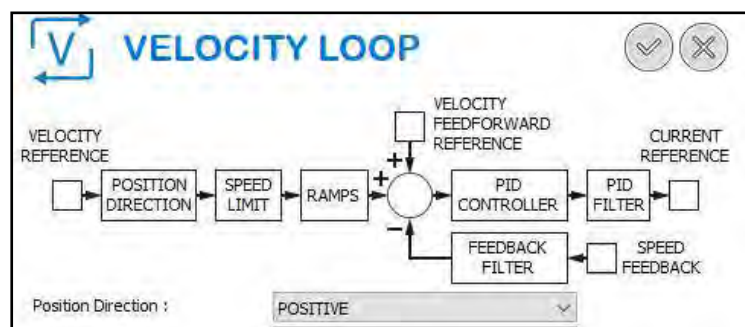 V VELOCITY LOOP
VELOCITY
FEEDFORWARD
REFERENCE
VELOCITY
REFERENCE
CURRENT
REFERENCE
POSITION
DIRECTION
SPEED
LIMIT
RAMPS
+
+
−
PID
CONTROLLER
PID
FILTER
FEEDBACK
FILTER
SPEED
FEEDBACK
Position Direction :
POSITIVE